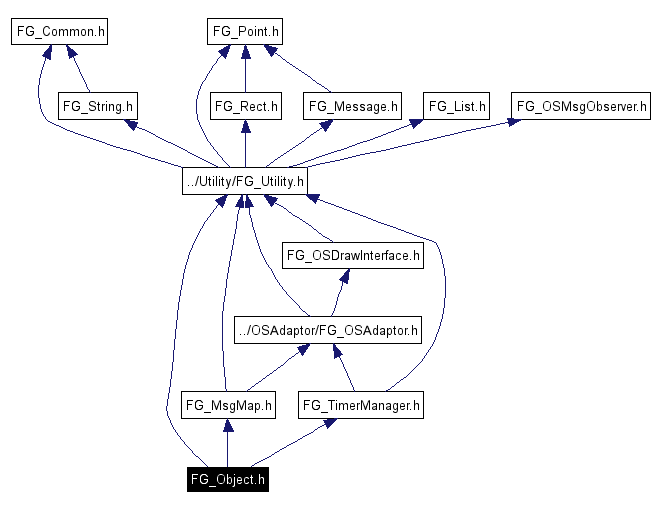 FG_Common.h
FG_Point.h
FG_String.h
FG_Rect.h
FG_Message.h
FG_List.h
FG_OSMsgObserver.h
../Utility/FG_Utility.h
FG_OSDrawInterface.h
../OSAdaptor/FG_OSAdaptor.h
FG_MsgMap.h
FG_TimerManager.h
FG_Object.h